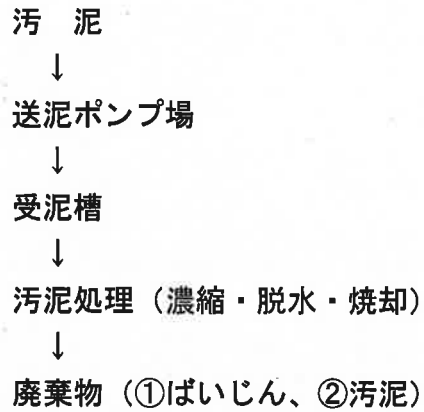 汚　泥
↓
送泥ポンプ場
↓
受泥槽
↓
汚泥処理（濃縮・脱水・焼却）
↓
廃棄物（①ばいじん、②汚泥）